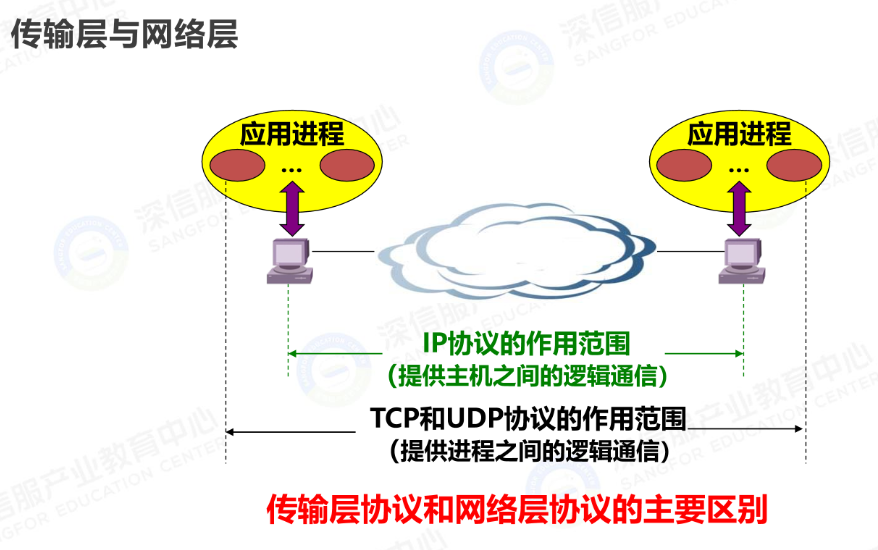 传输层与网络层
应用进程
...
应用进程
...
IP协议的作用范围
（提供主机之间的逻辑通信）
TCP和UDP协议的作用范围
（提供进程之间的逻辑通信）
传输层协议和网络层协议的主要区别
深信服产业教育中心
SANGFOR EDUCATION CENTER